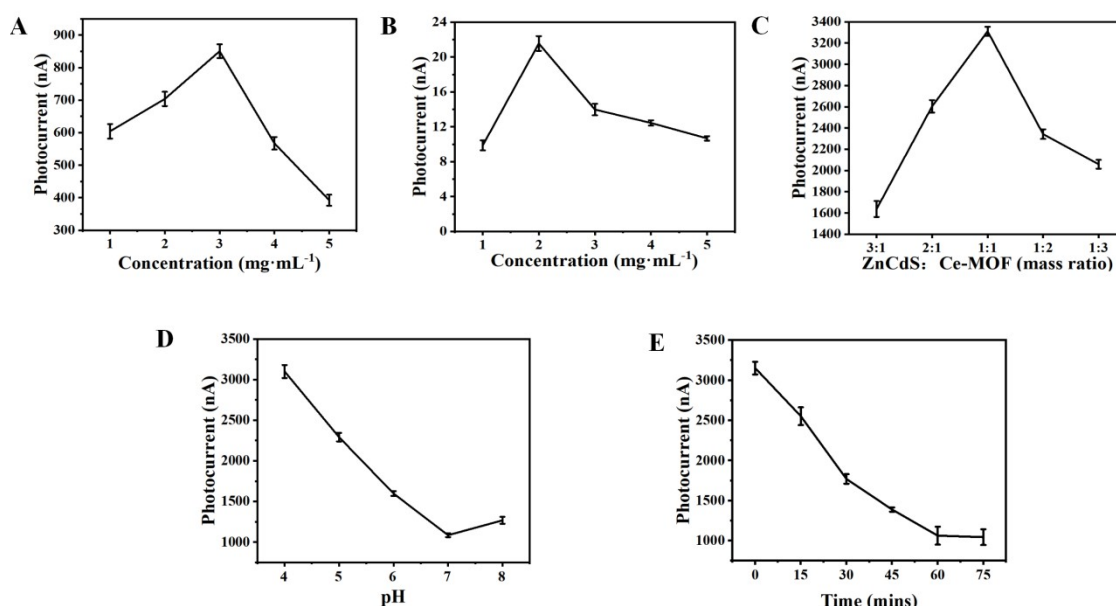 A
Photocurrent (nA)
900
800
700
600
500
400
300
1 2 3 4 5
Concentration (mg·mL⁻¹)
B
Photocurrent (nA)
24
20
16
12
8
4
0
1 2 3 4 5
Concentration (mg·mL⁻¹)
C
Photocurrent (nA)
3400
3200
2800
2600
2400
2000
1800
1600
1400
3:1 2:1 1:1 1:2 1:3
ZnCdS: Ce-MOF (mass ratio)
D
Photocurrent (nA)
3500
3000
2500
2000
1500
1000
4 5 6 7 8
pH
E
Photocurrent (nA)
3500
3000
2500
2000
1500
1000
0 15 30 45 60 75
Time (mins)